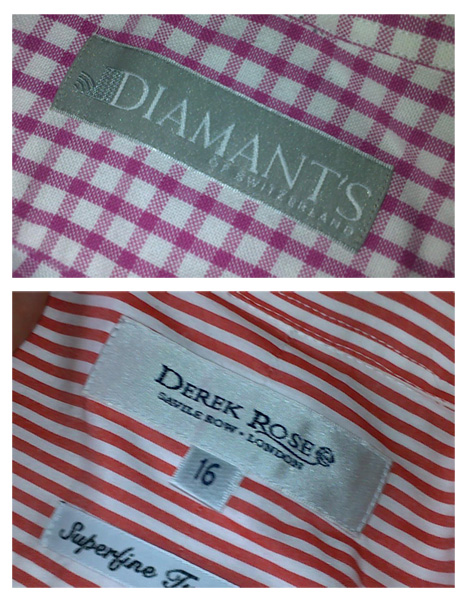 DIAMANT'S
OF SWITZERLAND
DEREK ROSE
SAVILE ROW • LONDON
16
Superfine